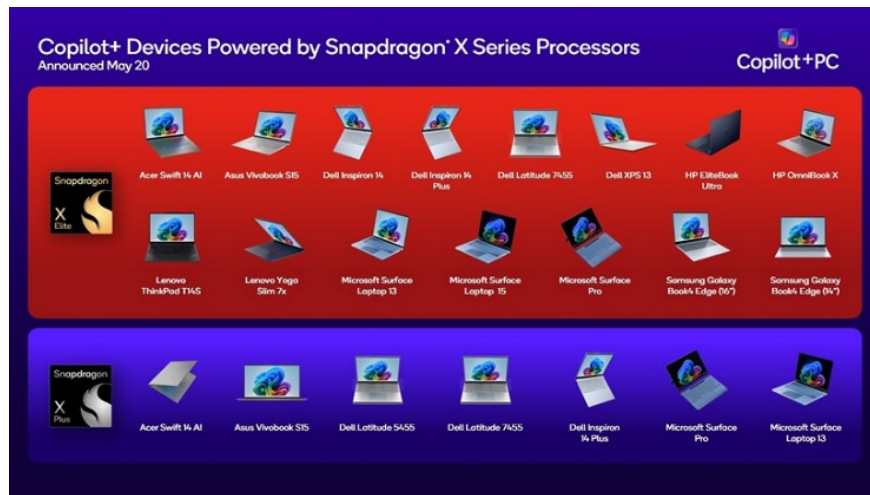 Copilot+ Devices Powered by Snapdragon® X Series Processors
Announced May 20
Copilot+PC
Snapdragon
X
Elite
Acer Swift 14 AI
Asus Vivobook S15
Dell Inspiron 14
Dell Inspiron 14
Plus
Dell Latitude 7455
Dell XPS 13
HP EliteBook
Ultra
HP OmniBook X
Lenovo
ThinkPad T14S
Lenovo Yoga
Slim 7x
Microsoft Surface
Laptop 13
Microsoft Surface
Laptop 15
Microsoft Surface
Pro
Samsung Galaxy
Book4 Edge (16")
Samsung Galaxy
Book4 Edge (14")
Snapdragon
X
Plus
Acer Swift 14 AI
Asus Vivobook S15
Dell Latitude 5455
Dell Latitude 7455
Dell Inspiron
14 Plus
Microsoft Surface
Pro
Microsoft Surface
Laptop 13